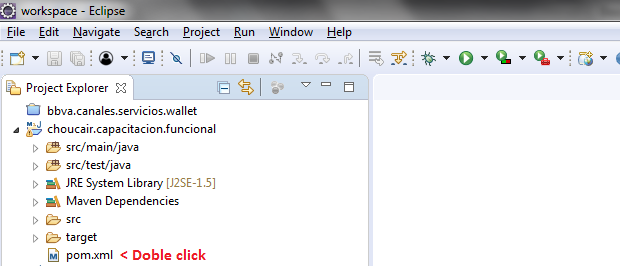 workspace - Eclipse
File Edit Navigate Search Project Run Window Help
Project Explorer
bbva.canales.servicios.wallet
choucair.capacitacion.funcional
src/main/java
src/test/java
JRE System Library [J2SE-1.5]
Maven Dependencies
src
target
pom.xml < Doble click